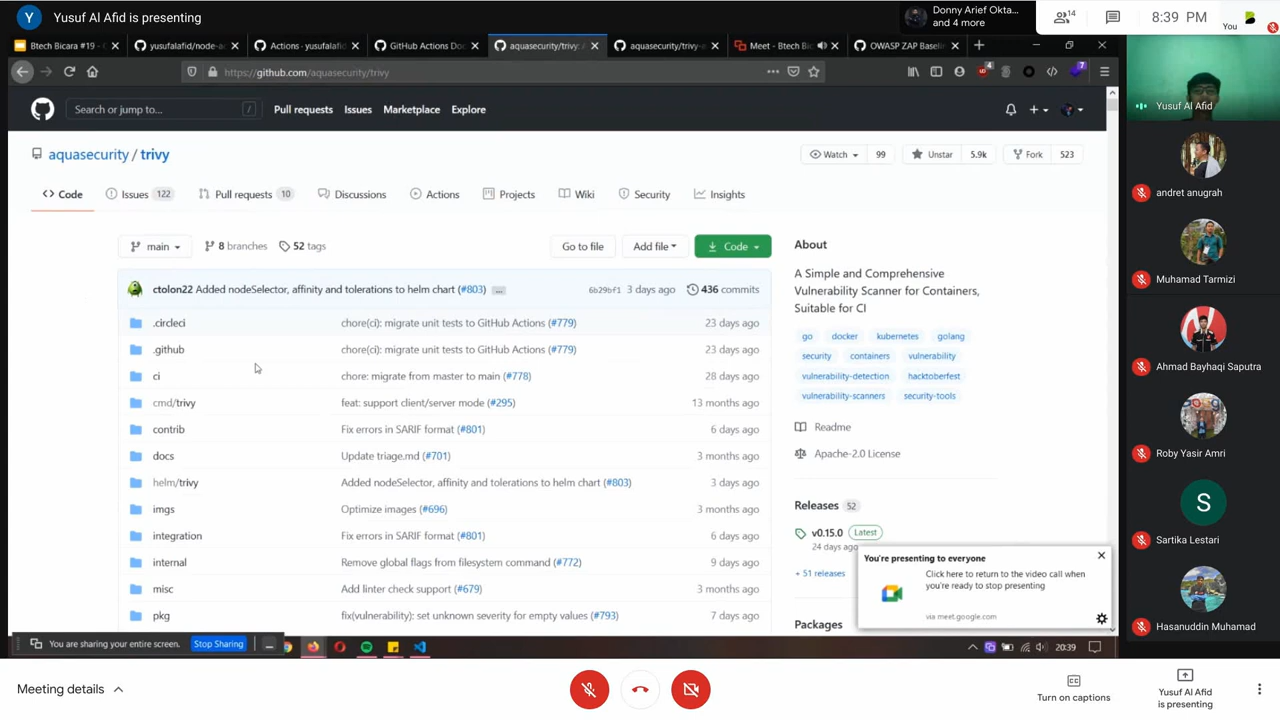 Y Yusuf Al Afid is presenting
Donny Arief Okta...
and 4 more
14
8:39 PM
You
Btech Bicara #19 - C
yusufalafid/node-a
Actions · yusufalafid
GitHub Actions Do
aquasecurity/trivy: A
aquasecurity/trivy-a
Meet - Btech Bic
OWASP ZAP Baseli
https://github.com/aquasecurity/trivy
4
7
Search or jump to...
/
Pull requests
Issues
Marketplace
Explore
aquasecurity / trivy
Watch 99
Unstar 5.9k
Fork 523
Code
Issues 122
Pull requests 10
Discussions
Actions
Projects
Wiki
Security
Insights
main
8 branches
52 tags
Go to file
Add file
Code
ctolon22 Added nodeSelector, affinity and tolerations to helm chart (#803) ... 6b29bf1 3 days ago 436 commits
.circleci chore(ci): migrate unit tests to GitHub Actions (#779) 23 days ago
.github chore(ci): migrate unit tests to GitHub Actions (#779) 23 days ago
ci chore: migrate from master to main (#778) 28 days ago
cmd/trivy feat: support client/server mode (#295) 13 months ago
contrib Fix errors in SARIF format (#801) 6 days ago
docs Update triage.md (#701) 3 months ago
helm/trivy Added nodeSelector, affinity and tolerations to helm chart (#803) 3 days ago
imgs Optimize images (#696) 3 months ago
integration Fix errors in SARIF format (#801) 6 days ago
internal Remove global flags from filesystem command (#772) 9 days ago
misc Add linter check support (#679) 3 months ago
pkg fix(vulnerability): set unknown severity for empty values (#793) 7 days ago
About
A Simple and Comprehensive
Vulnerability Scanner for Containers,
Suitable for CI
go docker kubernetes golang
security containers vulnerability
vulnerability-detection hacktoberfest
vulnerability-scanners security-tools
Readme
Apache-2.0 License
Releases 52
v0.15.0 Latest
24 days ago
+ 51 releases
Packages
You're presenting to everyone
Click here to return to the video call when
you're ready to stop presenting
via meet.google.com
You are sharing your entire screen.
Stop Sharing
20:39
Yusuf Al Afid
andret anugrah
Muhamad Tarmizi
Ahmad Bayhaqi Saputra
Roby Yasir Amri
S
Sartika Lestari
Hasanuddin Muhamad
Meeting details
Turn on captions
Yusuf Al Afid
is presenting